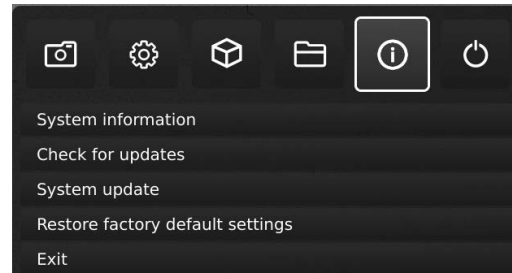 System information
Check for updates
System update
Restore factory default settings
Exit